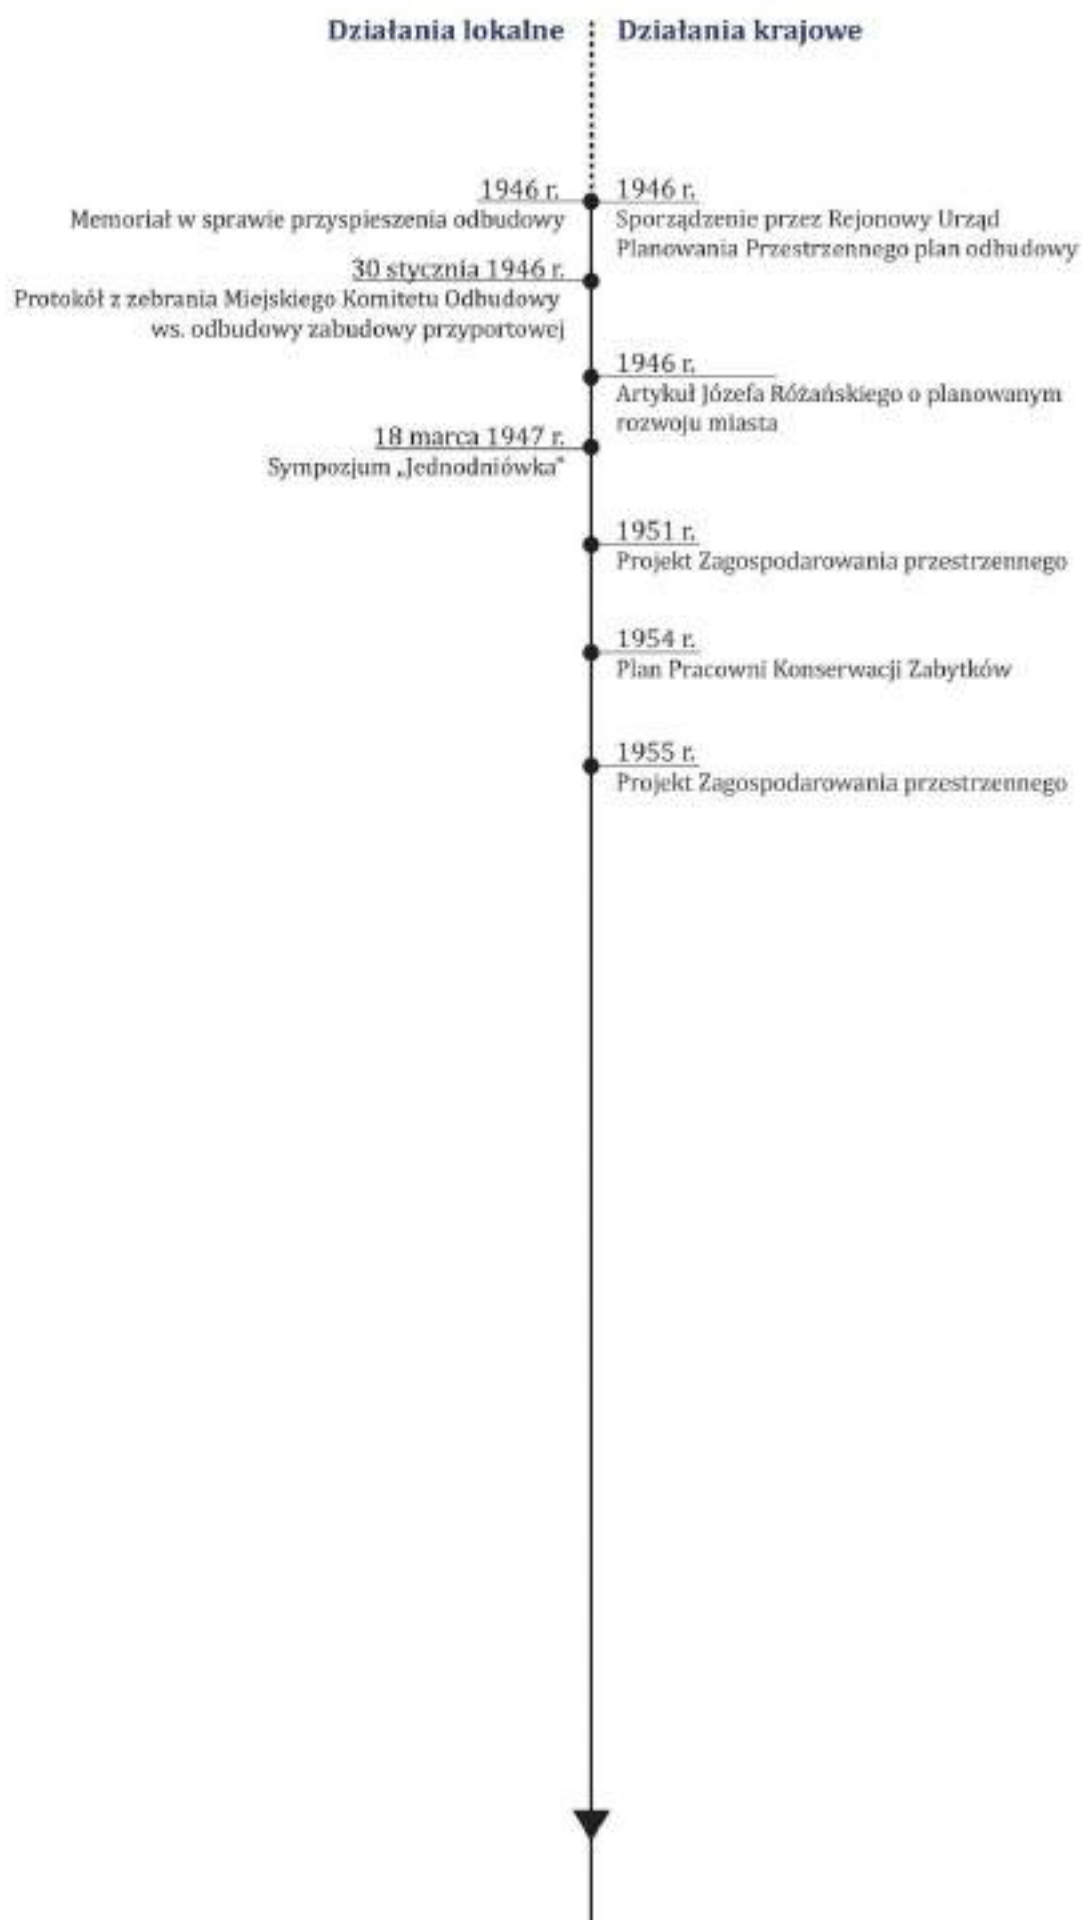 Działania lokalne
Działania krajowe
1946 r.
Memoriał w sprawie przyspieszenia odbudowy
1946 r.
Sporządzenie przez Rejonowy Urząd
Planowania Przestrzennego plan odbudowy
30 stycznia 1946 r.
Protokół z zebrania Miejskiego Komitetu Odbudowy
ws. odbudowy zabudowy przyportowej
1946 r.
Artykuł Józefa Różańskiego o planowanym
rozwoju miasta
18 marca 1947 r.
Sympozjum „Jednodniówka“
1951 r.
Projekt Zagospodarowania przestrzennego
1954 r.
Plan Pracowni Konserwacji Zabytków
1955 r.
Projekt Zagospodarowania przestrzennego